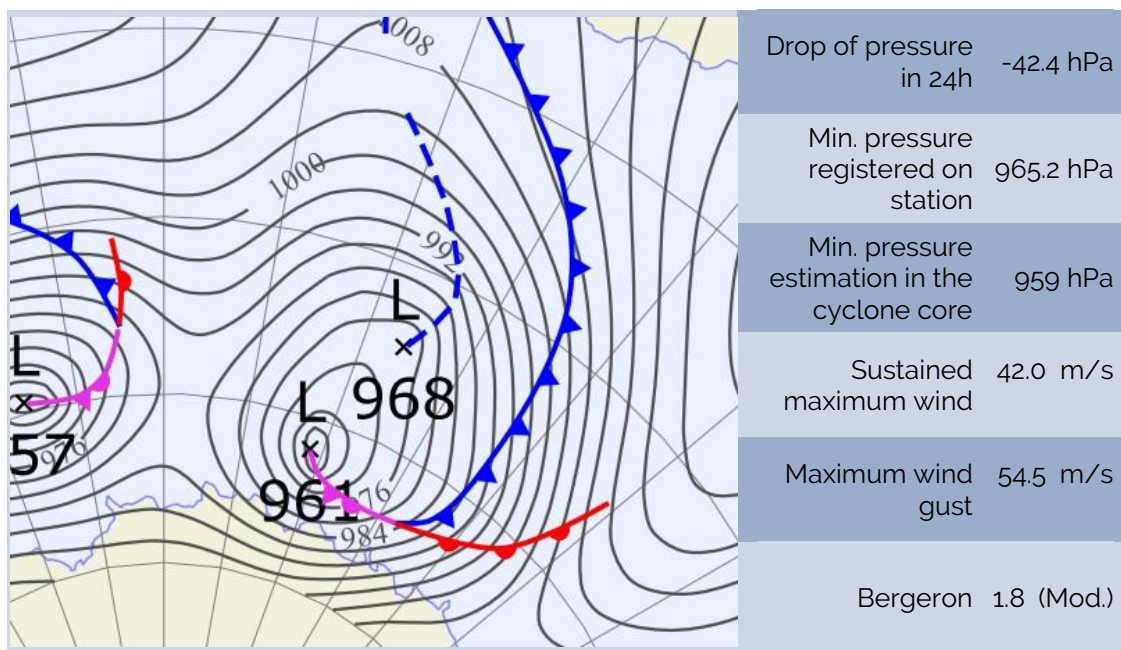 1008
1000
992
L
L
968
L
57
976
961
976
984
Drop of pressure
in 24h
-42.4 hPa
Min. pressure
registered on
station
965.2 hPa
Min. pressure
estimation in the
cyclone core
959 hPa
Sustained
maximum wind
42.0 m/s
Maximum wind
gust
54.5 m/s
Bergeron
1.8 (Mod.)